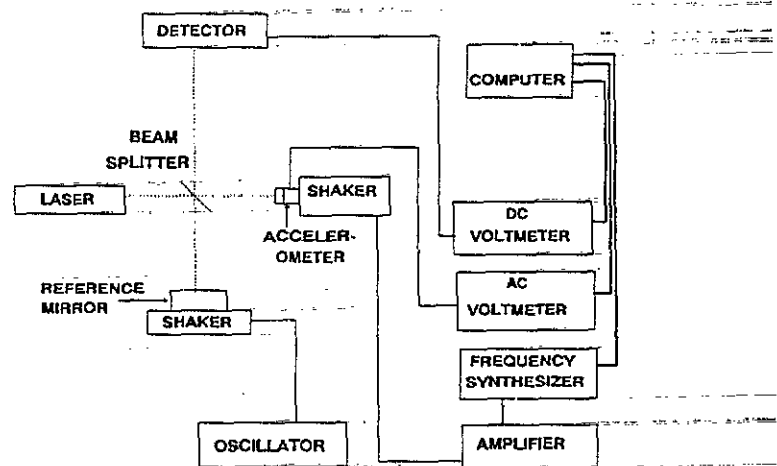 DETECTOR
COMPUTER
BEAM
SPLITTER
LASER
SHAKER
ACCELER-
OMETER
DC
VOLTMETER
AC
VOLTMETER
REFERENCE
MIRROR
SHAKER
FREQUENCY
SYNTHESIZER
OSCILLATOR
AMPLIFIER